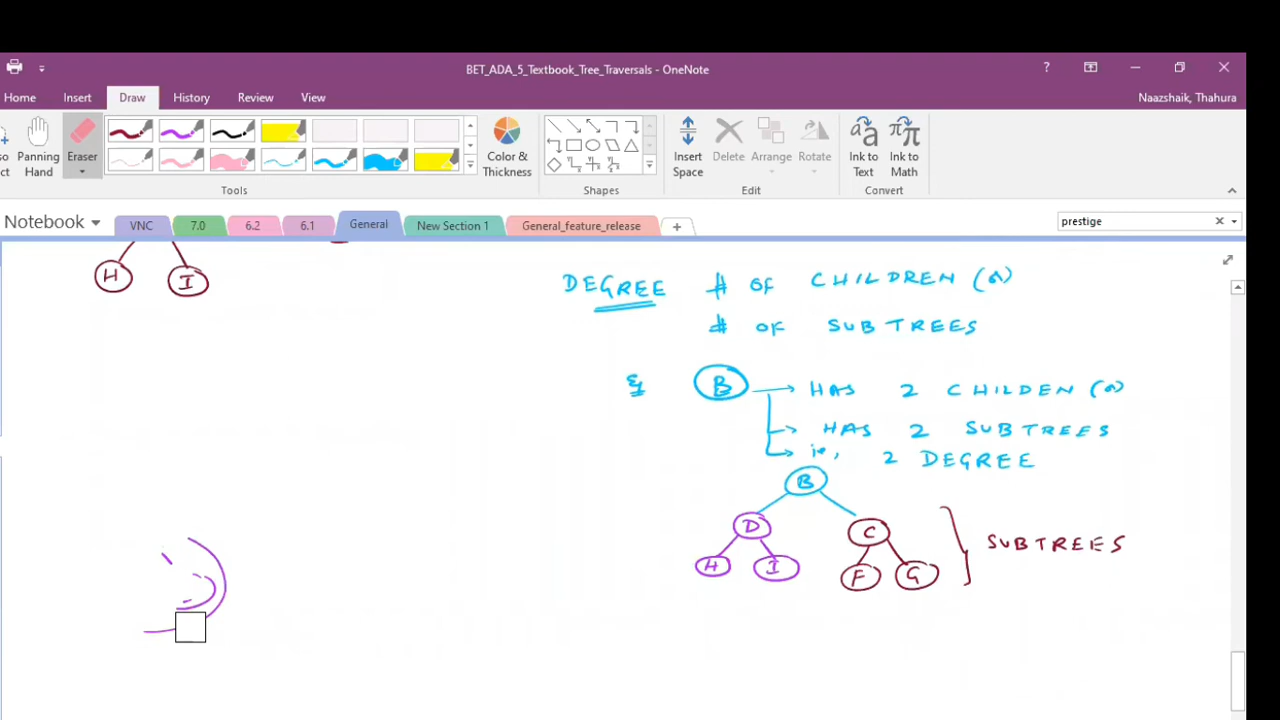 BET_ADA_5_Textbook_Tree_Traversals - OneNote
?
Home Insert Draw History Review View
Naazshaik, Thahura
Panning Hand
Eraser
Color & Thickness
Insert Space
Delete
Arrange
Rotate
Ink to Text
Ink to Math
Tools
Shapes
Edit
Convert
Notebook
VNC 7.0 6.2 6.1 General New Section 1 General_feature_release +
prestige
H I
DEGREE # OF CHILDREN (
# OF SUBTREES
B HAS 2 CHILDEN (
HAS 2 SUBTREES
ie, 2 DEGREE
B
D C
SUBTREES
H I F G